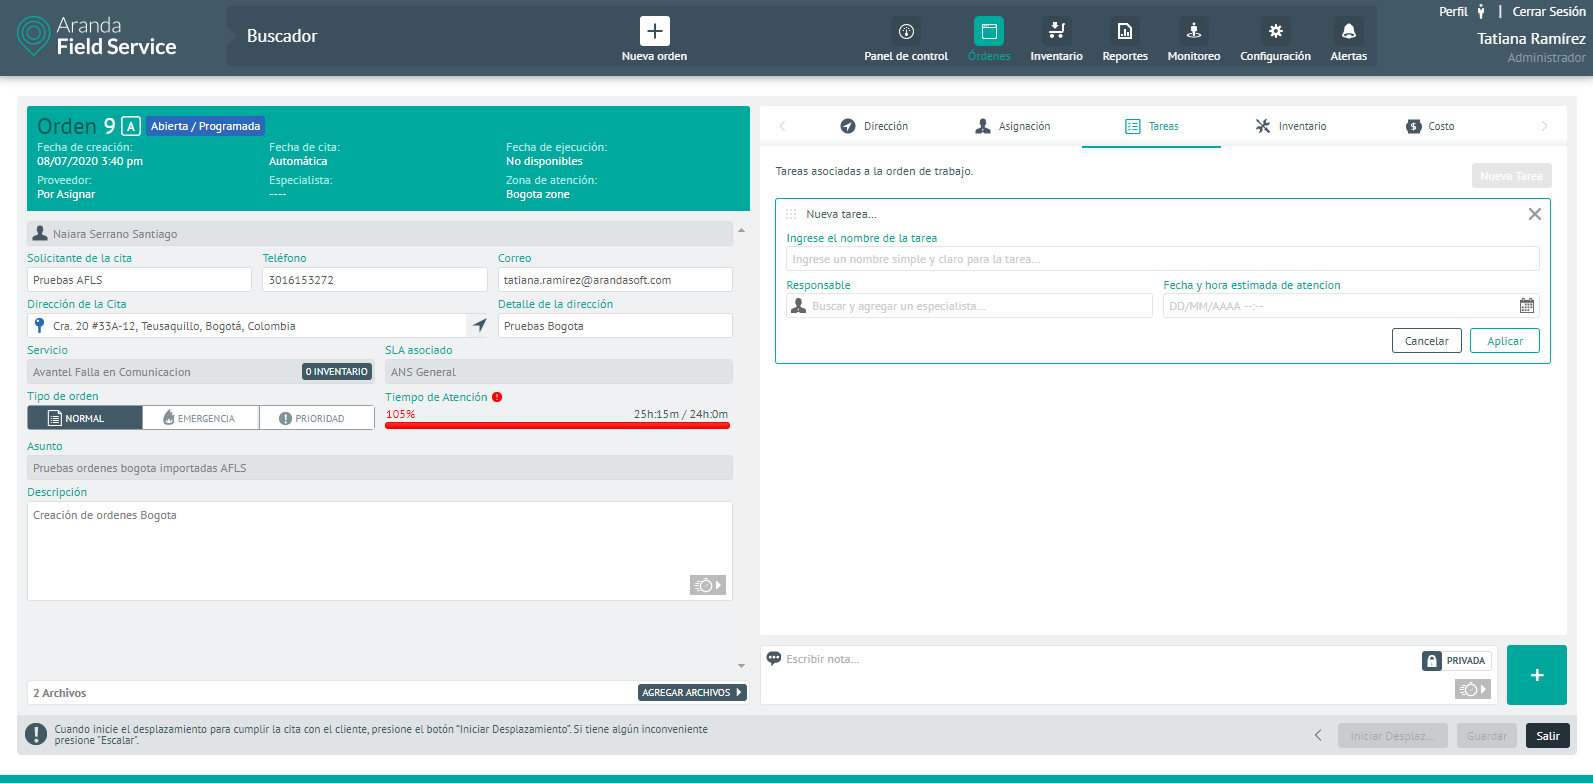 Aranda
Field Service
Buscador
Nueva orden
Panel de control
Órdenes
Inventario
Reportes
Monitoreo
Configuración
Alertas
Perfil | Cerrar Sesión
Tatiana Ramírez
Administrador
Orden 9 A Abierta / Programada
Fecha de creación: Fecha de cita: Fecha de ejecución:
08/07/2020 3:40 pm Automática No disponibles
Proveedor: Especialista: Zona de atención:
Por Asignar ---- Bogota zone
Naiara Serrano Santiago
Solicitante de la cita Teléfono Correo
Pruebas AFLS 3016153272 tatiana.ramirez@arandasoft.com
Dirección de la Cita Detalle de la dirección
Cra. 20 #33A-12, Teusaquillo, Bogotá, Colombia Pruebas Bogota
Servicio SLA asociado
Avantel Falla en Comunicacion 0 INVENTARIO ANS General
Tipo de orden Tiempo de Atención
NORMAL EMERGENCIA PRIORIDAD 105% 25h:15m / 24h:0m
Asunto
Pruebas ordenes bogota importadas AFLS
Descripción
Creación de ordenes Bogota
2 Archivos AGREGAR ARCHIVOS
Dirección Asignación Tareas Inventario Costo
Tareas asociadas a la orden de trabajo. Nueva Tarea
Nueva tarea...
Ingrese el nombre de la tarea
Ingrese un nombre simple y claro para la tarea...
Responsable Fecha y hora estimada de atencion
Buscar y agregar un especialista... DD/MM/AAAA --:--
Cancelar Aplicar
Escribir nota... PRIVADA
+
Cuando inicie el desplazamiento para cumplir la cita con el cliente, presione el botón "Iniciar Desplazamiento". Si tiene algún inconveniente
presione "Escalar".
Iniciar Desplaz... Guardar Salir